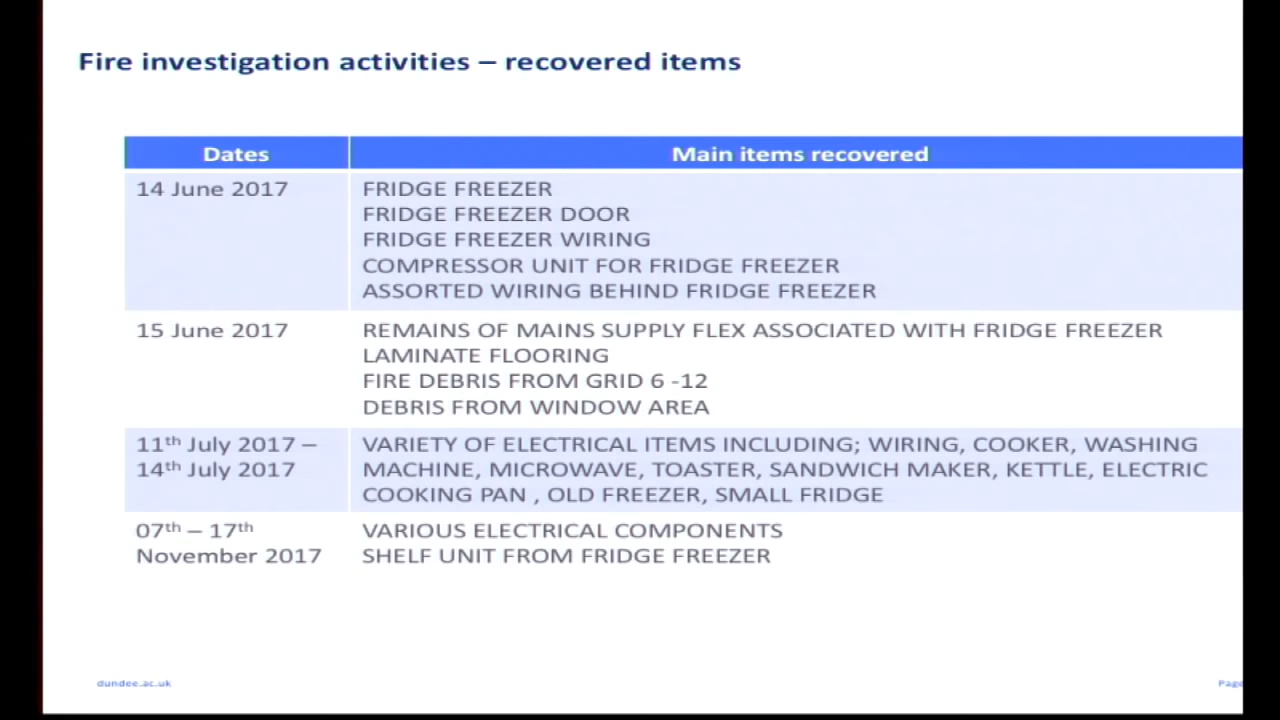 Fire investigation activities – recovered items
Dates
Main items recovered
14 June 2017
FRIDGE FREEZER
FRIDGE FREEZER DOOR
FRIDGE FREEZER WIRING
COMPRESSOR UNIT FOR FRIDGE FREEZER
ASSORTED WIRING BEHIND FRIDGE FREEZER
15 June 2017
REMAINS OF MAINS SUPPLY FLEX ASSOCIATED WITH FRIDGE FREEZER
LAMINATE FLOORING
FIRE DEBRIS FROM GRID 6 -12
DEBRIS FROM WINDOW AREA
11th July 2017 –
14th July 2017
VARIETY OF ELECTRICAL ITEMS INCLUDING; WIRING, COOKER, WASHING
MACHINE, MICROWAVE, TOASTER, SANDWICH MAKER, KETTLE, ELECTRIC
COOKING PAN , OLD FREEZER, SMALL FRIDGE
07th – 17th
November 2017
VARIOUS ELECTRICAL COMPONENTS
SHELF UNIT FROM FRIDGE FREEZER
dundee.ac.uk
Page